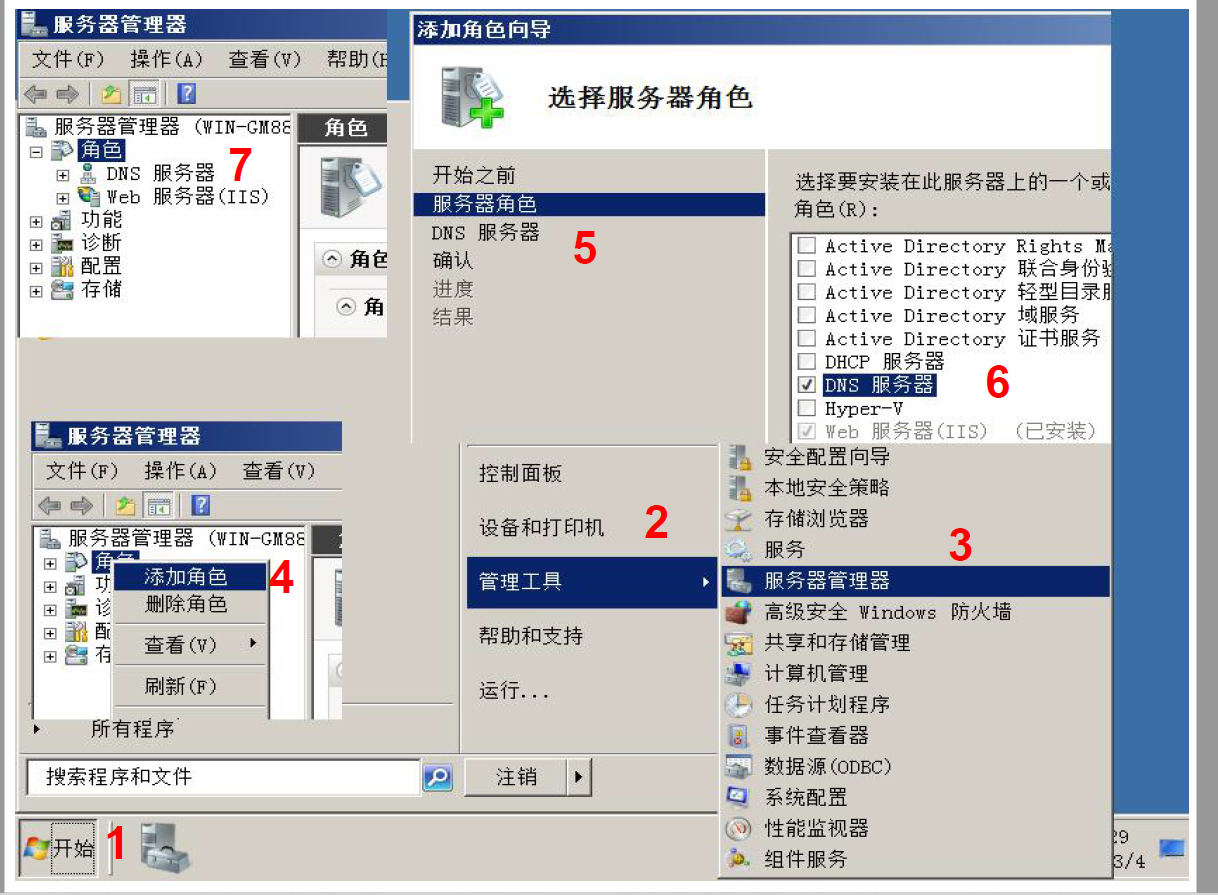 服务器管理器
文件(F) 操作(A) 查看(V) 帮助(H
服务器管理器 (WIN-GM88
角色
DNS 服务器
Web 服务器(IIS)
功能
诊断
配置
存储
7
角色
角色
角
添加角色向导
选择服务器角色
开始之前
服务器角色
DNS 服务器
确认
进度
结果
5
选择要安装在此服务器上的一个或
角色(R):
Active Directory Rights Ma
Active Directory 联合身份验
Active Directory 轻型目录服
Active Directory 域服务
Active Directory 证书服务
DHCP 服务器
DNS 服务器
Hyper-V
Web 服务器(IIS) (已安装)
6
服务器管理器
文件(F) 操作(A) 查看(V)
服务器管理器 (WIN-GM88
角色
功
诊
配
存
添加角色
删除角色
查看(V)
刷新(F)
4
所有程序
搜索程序和文件
注销
控制面板
设备和打印机
管理工具
帮助和支持
运行...
2
安全配置向导
本地安全策略
存储浏览器
服务
服务器管理器
高级安全 Windows 防火墙
共享和存储管理
计算机管理
任务计划程序
事件查看器
数据源(ODBC)
系统配置
性能监视器
组件服务
3
开始
1
:29
3/4